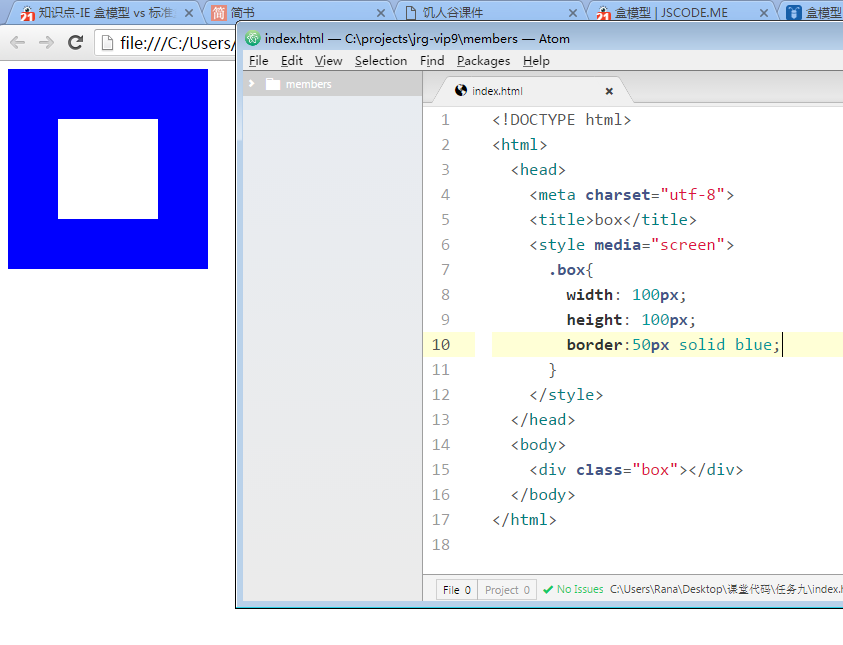 知识点-IE 盒模型 vs 标准
简书
饥人谷课件
盒模型 | JSCODE.ME
盒模型
file:///C:/Users/
index.html — C:\projects\jrg-vip9\members — Atom
File Edit View Selection Find Packages Help
members
index.html
1 <!DOCTYPE html>
2 <html>
3 <head>
4 <meta charset="utf-8">
5 <title>box</title>
6 <style media="screen">
7 .box{
8 width: 100px;
9 height: 100px;
10 border:50px solid blue;
11 }
12 </style>
13 </head>
14 <body>
15 <div class="box"></div>
16 </body>
17 </html>
18
File 0 Project 0 No Issues C:\Users\Rana\Desktop\课堂代码\任务九\index.h